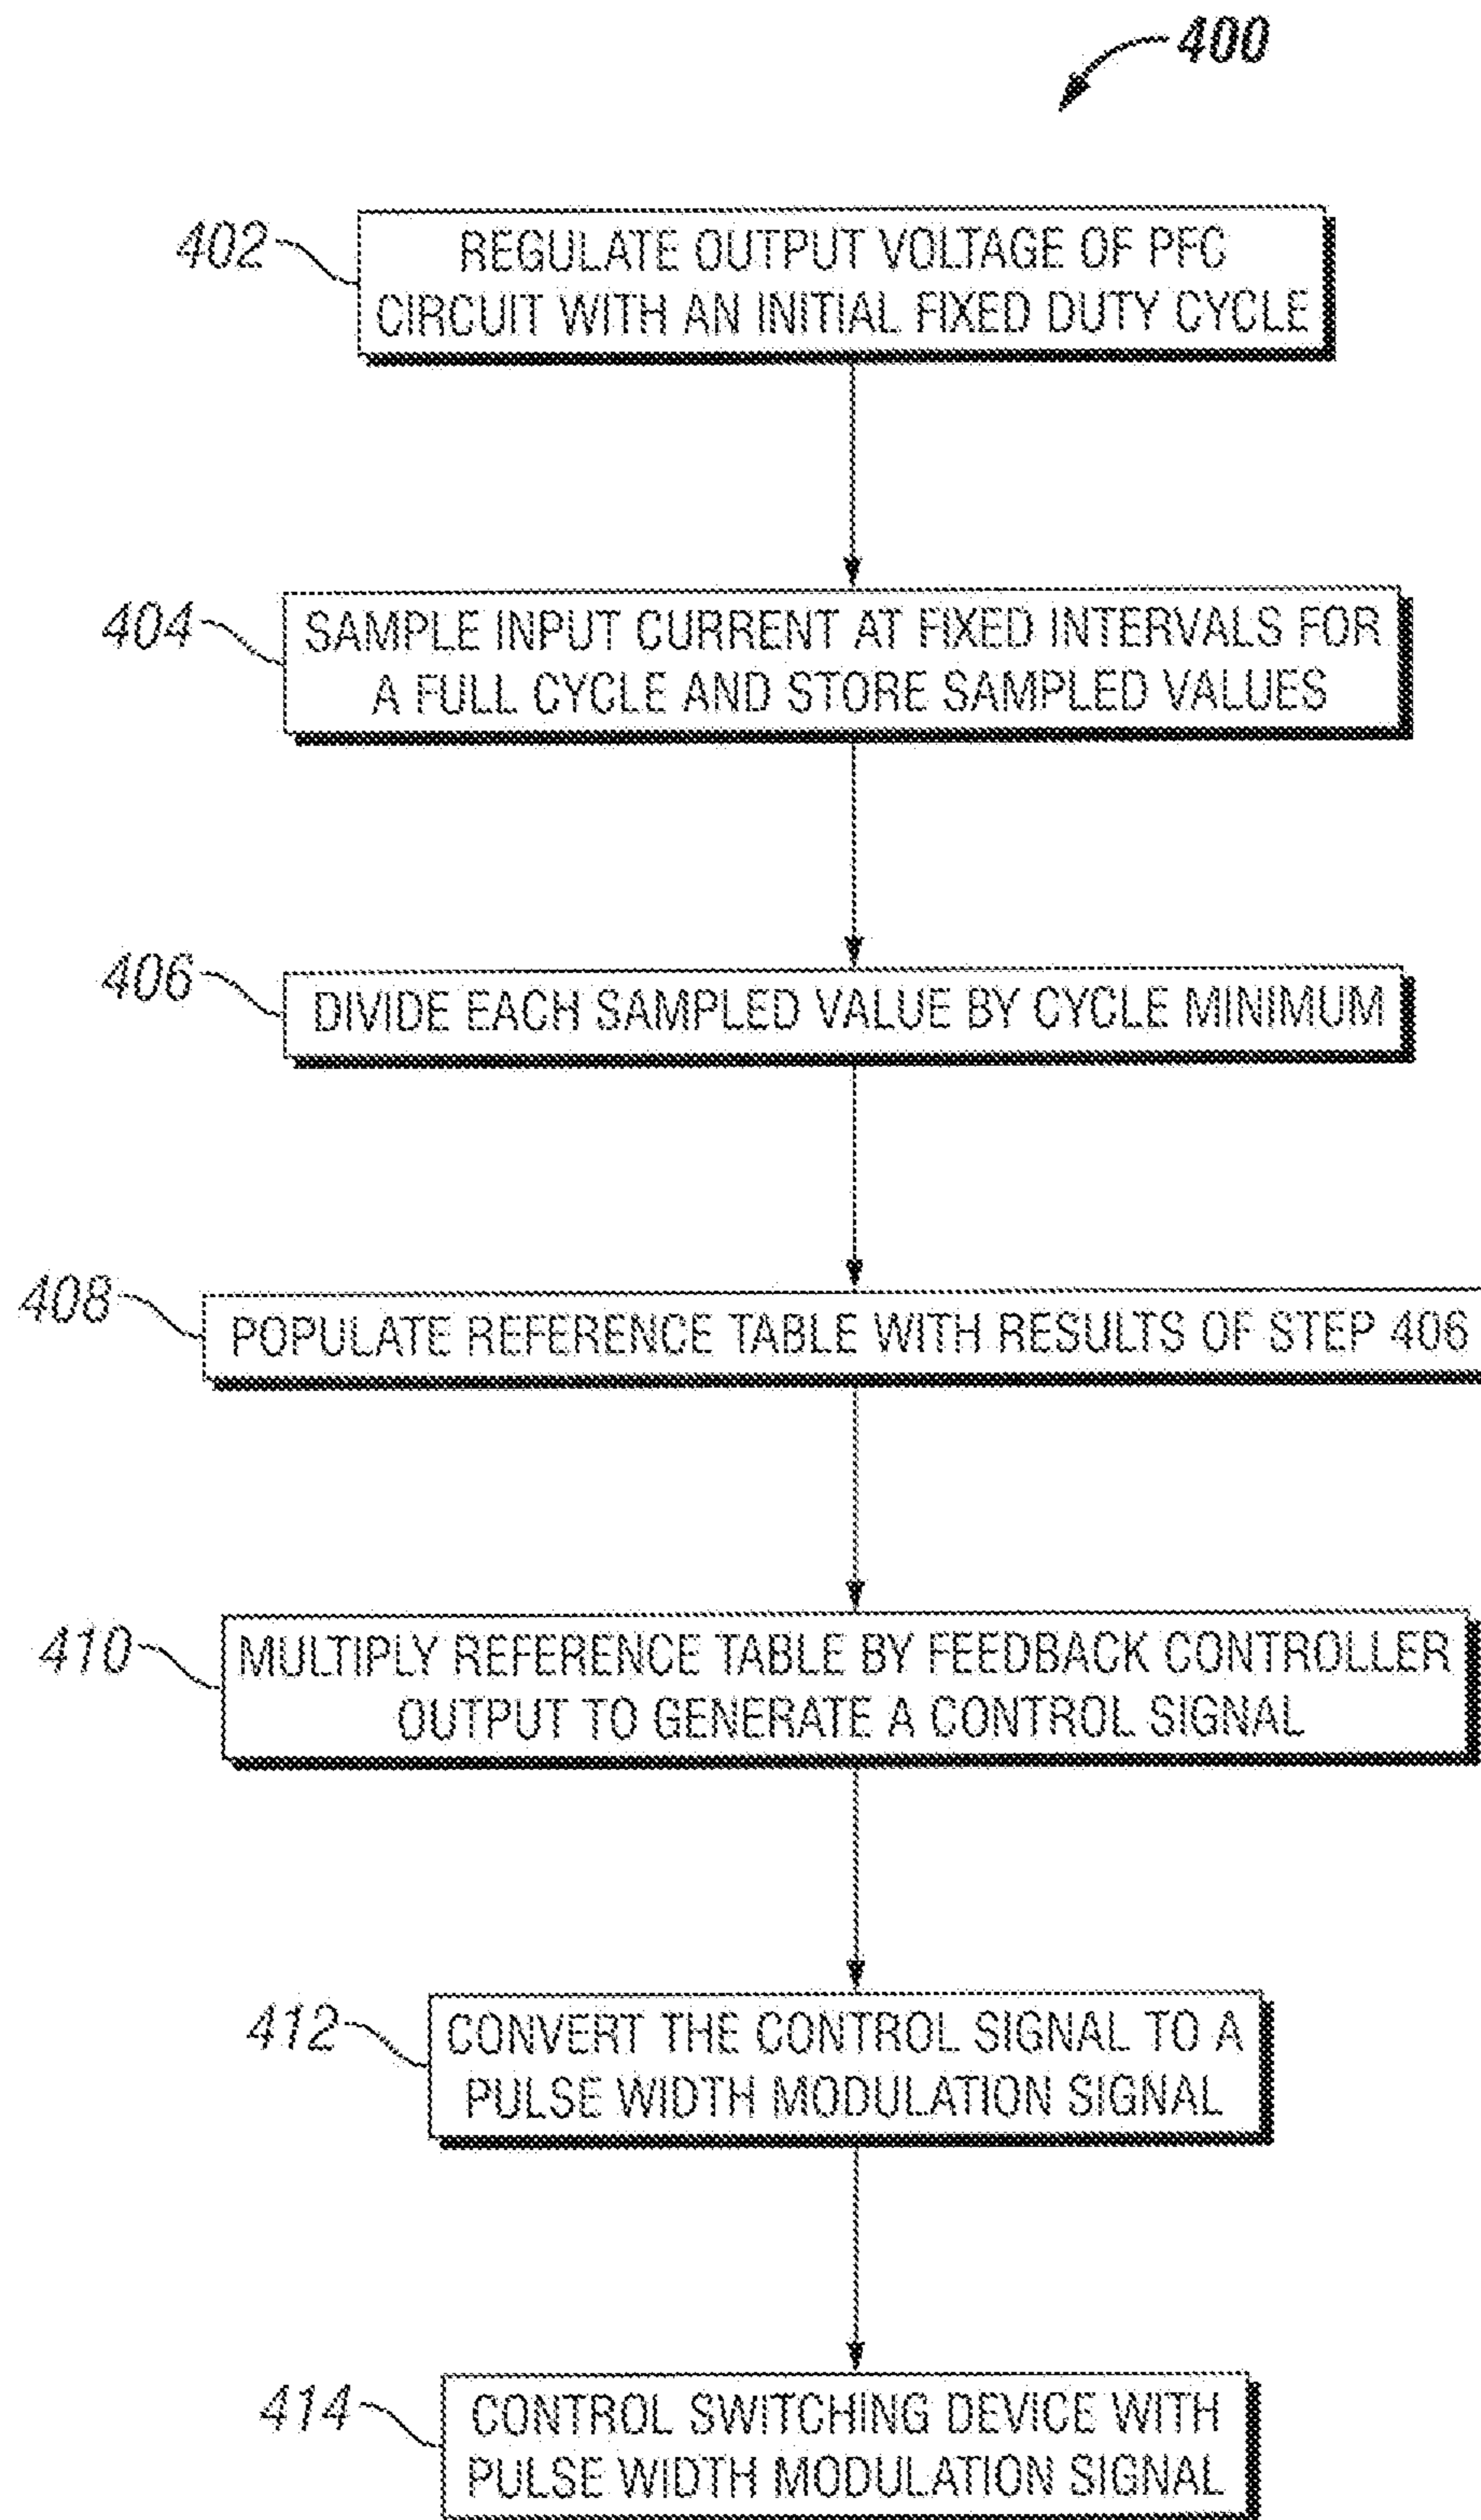 400
402
REGULATE OUTPUT VOLTAGE OF PFC
CIRCUIT WITH AN INITIAL FIXED DUTY CYCLE
404
SAMPLE INPUT CURRENT AT FIXED INTERVALS FOR
A FULL CYCLE AND STORE SAMPLED VALUES
406
DIVIDE EACH SAMPLED VALUE BY CYCLE MINIMUM
408
POPULATE REFERENCE TABLE WITH RESULTS OF STEP 406
410
MULTIPLY REFERENCE TABLE BY FEEDBACK CONTROLLER
OUTPUT TO GENERATE A CONTROL SIGNAL
412
CONVERT THE CONTROL SIGNAL TO A
PULSE WIDTH MODULATION SIGNAL
414
CONTROL SWITCHING DEVICE WITH
PULSE WIDTH MODULATION SIGNAL